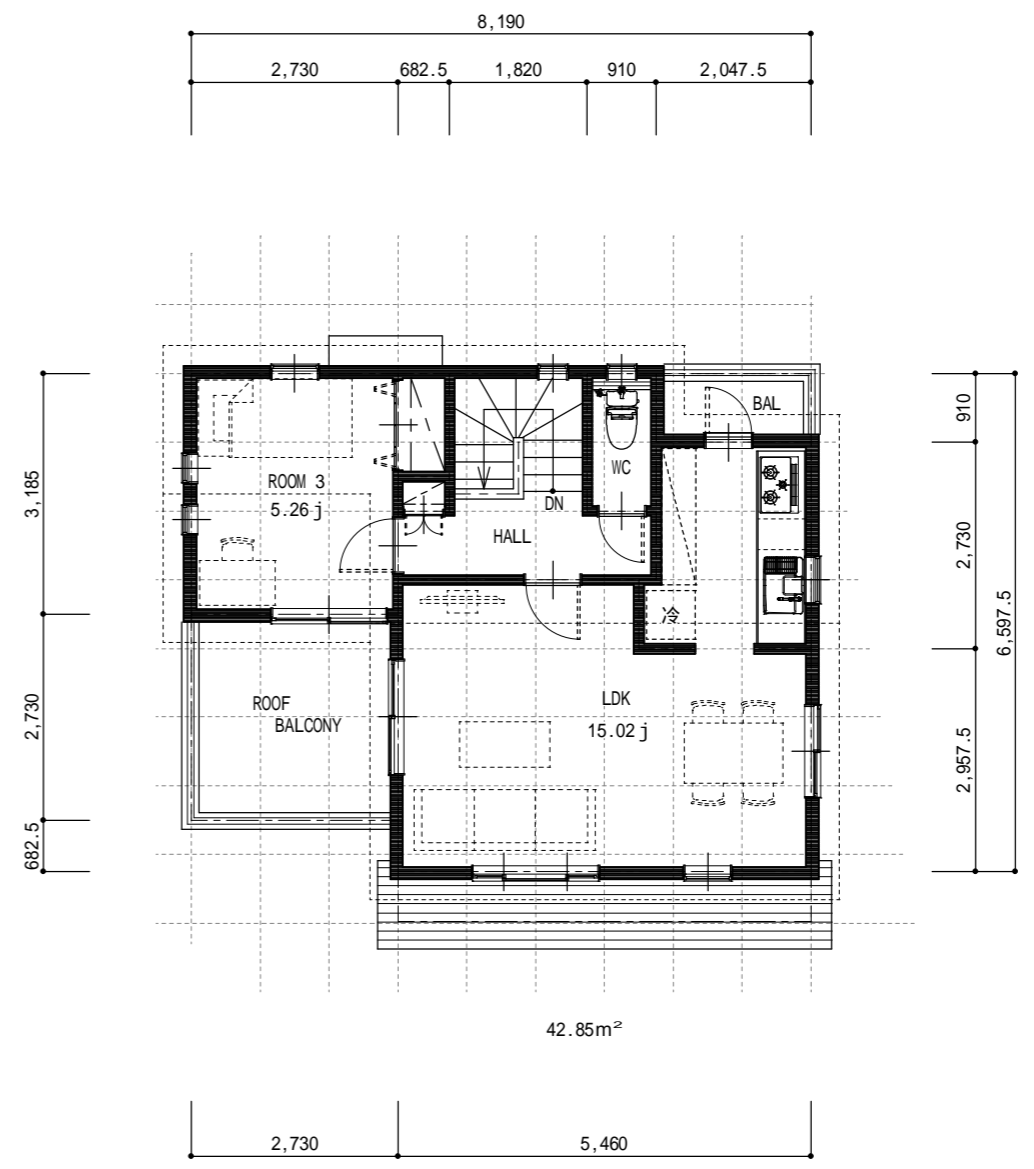 8,190
2,730
682.5
1,820
910
2,047.5
3,185
2,730
682.5
910
2,730
2,957.5
6,597.5
BAL
WC
ROOM 3
5.26 j
DN
HALL
冷
LDK
15.02 j
ROOF
BALCONY
42.85m²
2,730
5,460